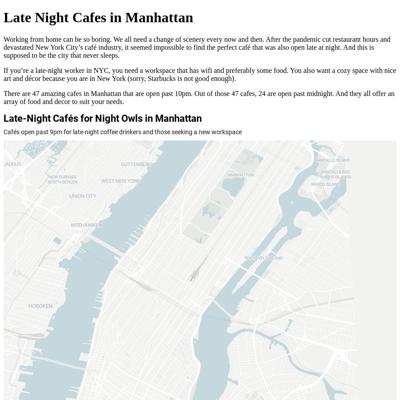 Late Night Cafes in Manhattan
Working from home can be so boring. We all need a change of scenery every now and then. After the pandemic cut restaurant hours and
devastated New York City’s café industry, it seemed impossible to find the perfect café that was also open late at night. And this is
supposed to be the city that never sleeps.
If you’re a late-night worker in NYC, you need a workspace that has wifi and preferably some food. You also want a cozy space with nice
art and décor because you are in New York (sorry, Starbucks is not good enough).
There are 47 amazing cafes in Manhattan that are open past 10pm. Out of those 47 cafes, 24 are open past midnight. And they all offer an
array of food and decor to suit your needs.
Late-Night Cafés for Night Owls in Manhattan
Cafés open past 9pm for late-night coffee drinkers and those seeking a new workspace
GUTTENBERG
WEST NEW YORK
UNION CITY
WEEHAWKEN
MANHATTAN
HOBOKEN